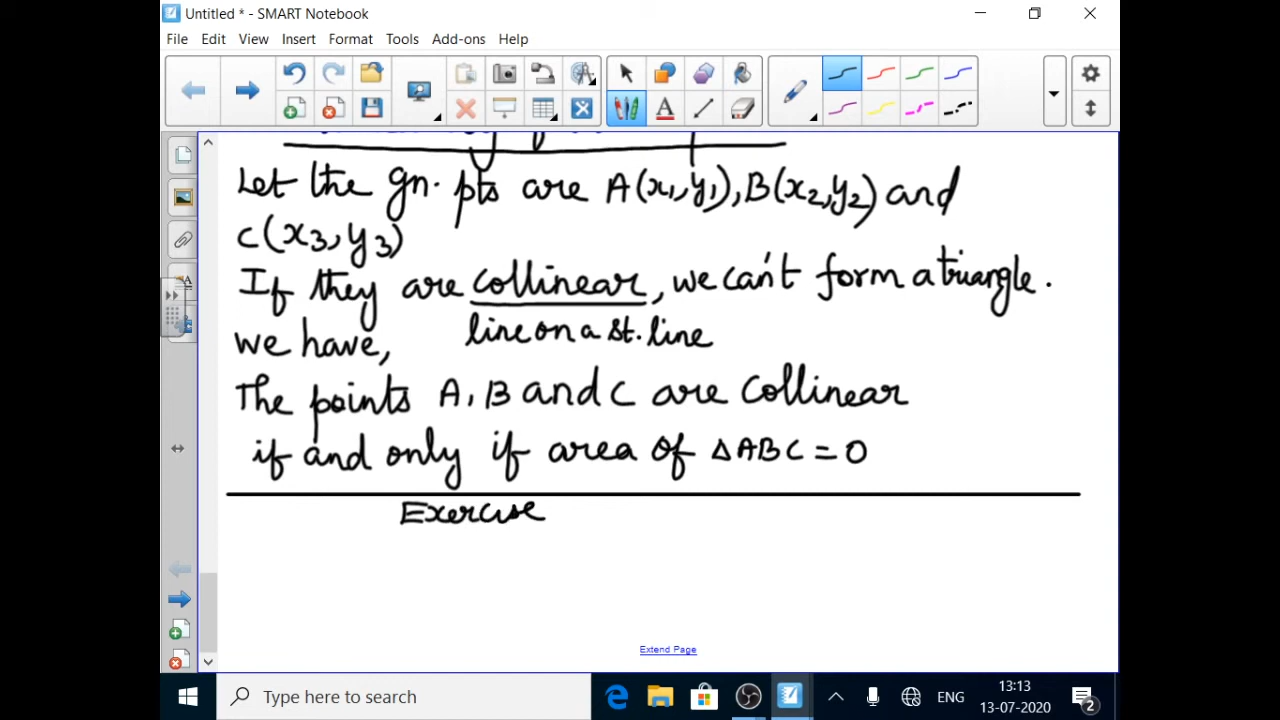 Untitled * - SMART Notebook
File Edit View Insert Format Tools Add-ons Help
Let the gn. pts are A(x1,y1), B(x2,y2) and
C(x3,y3)
If they are collinear, we can't form a triangle.
line on a st. line
we have,
The points A, B and C are collinear
if and only if area of ΔABC = 0
Exercise
Extend Page
Type here to search
ENG
13:13
13-07-2020
2